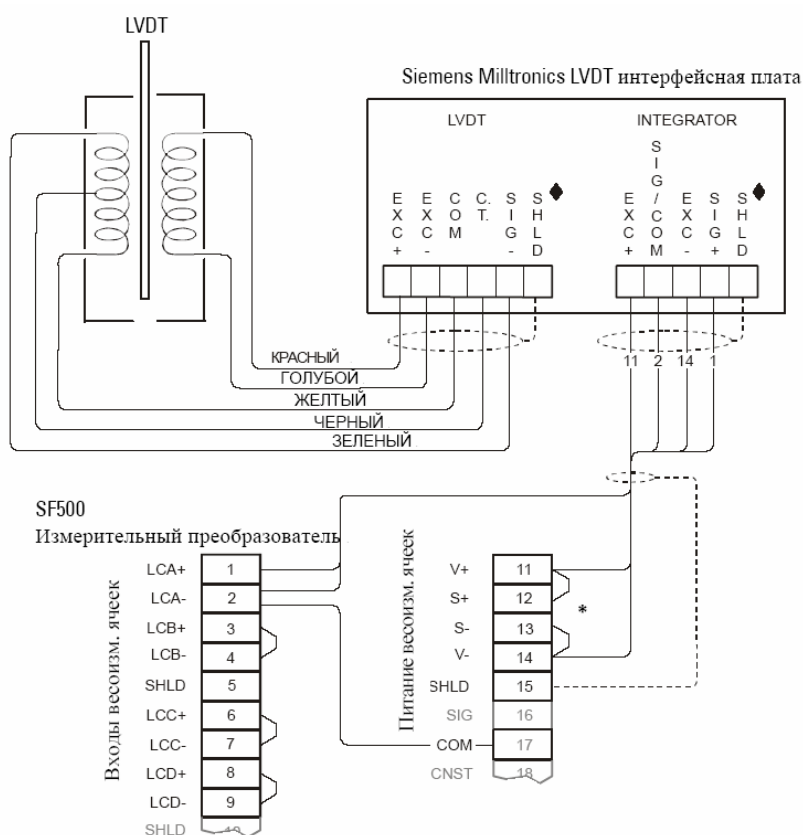 LVDT
Siemens Milltronics LVDT интерфейсная плата
LVDT
INTEGRATOR
EXC+
EXC-
COM
C.T.
SIG-
SHLD
EXC+
SIG/COM
EXC-
SIG+
SHLD
11 2 14 1
КРАСНЫЙ
ГОЛУБОЙ
ЖЕЛТЫЙ
ЧЕРНЫЙ
ЗЕЛЕНЫЙ
SF500
Измерительный преобразователь
Входы весоизм. ячеек
LCA+ 1
LCA- 2
LCB+ 3
LCB- 4
SHLD 5
LCC+ 6
LCC- 7
LCD+ 8
LCD- 9
SHLD 10
Питание весоизм. ячеек
V+ 11
S+ 12
S- 13
V- 14
SHLD 15
SIG 16
COM 17
CNST 18
*